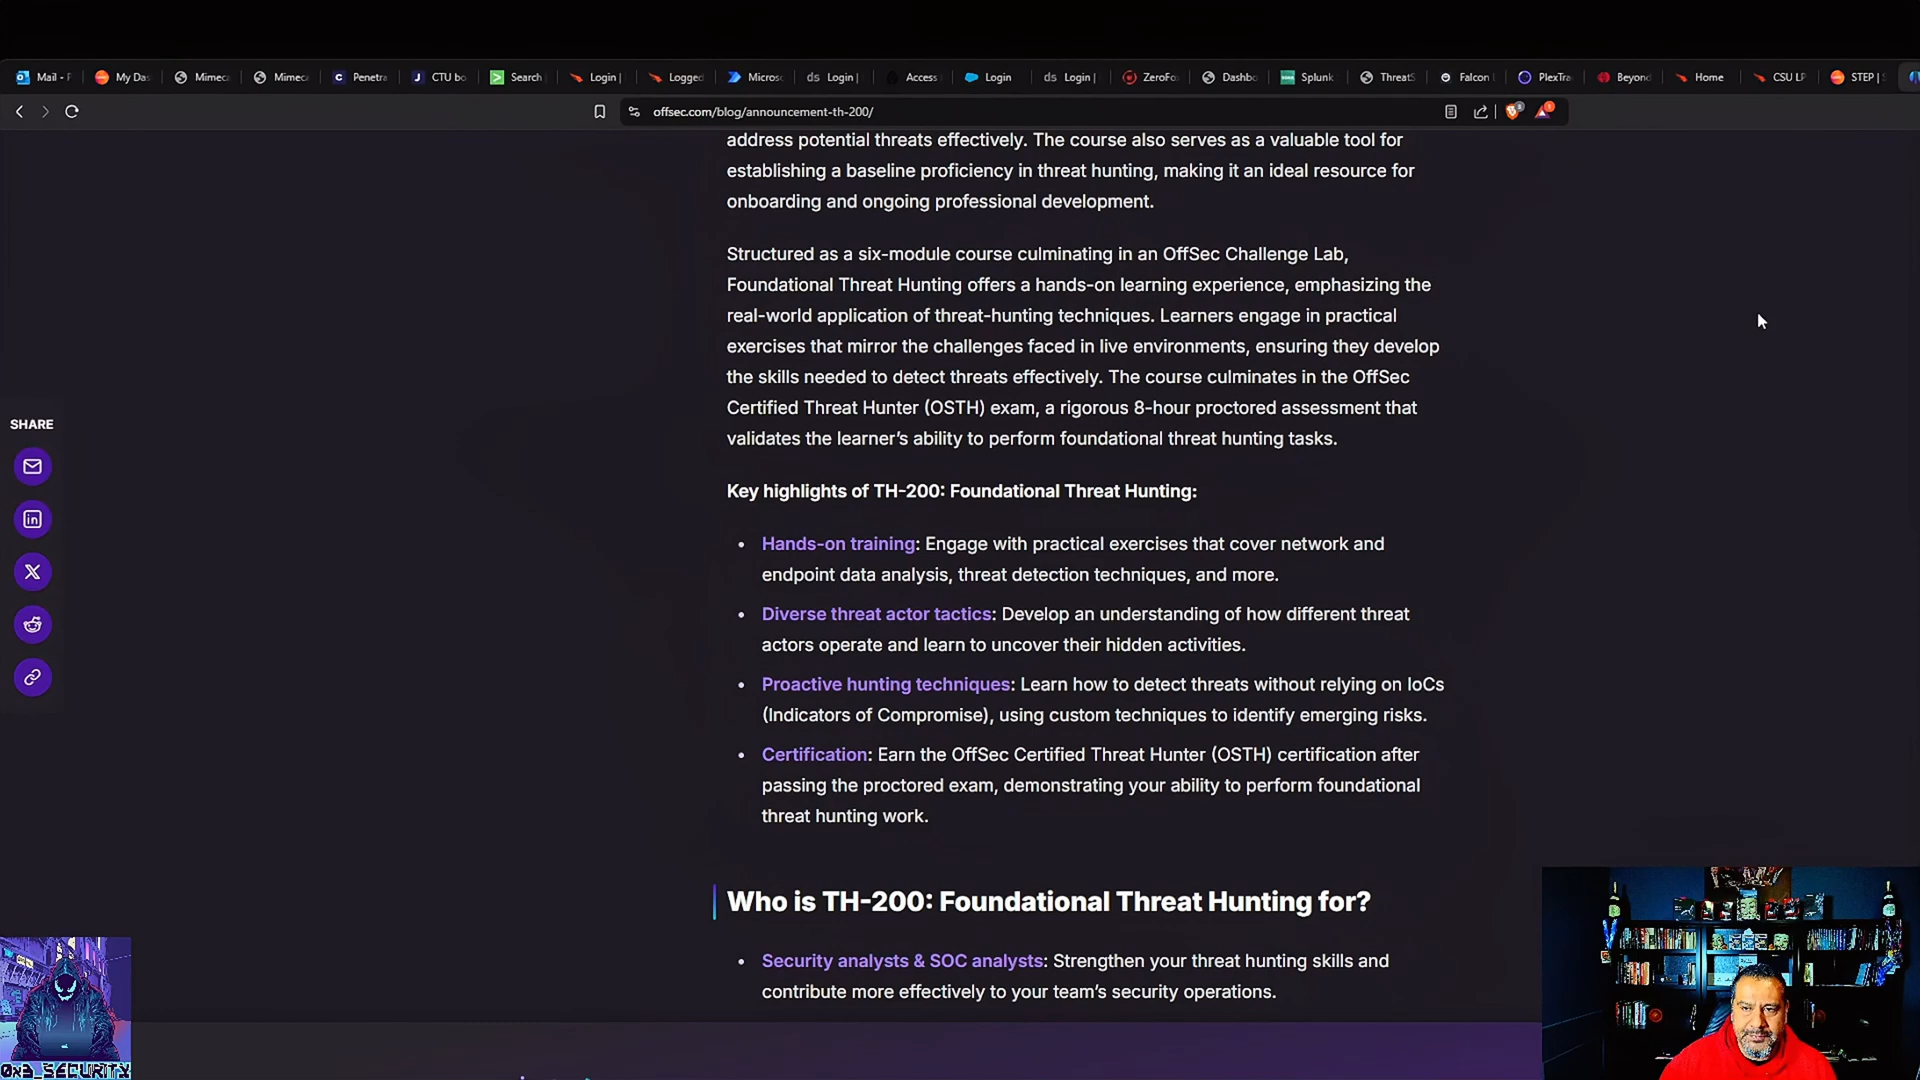 Mail - F
My Das
Mimec
Mimec
Penetra
CTU bo
Search
Login |
Logged
Micros
ds Login |
Access
Login
ds Login |
ZeroFo
Dashbo
Splunk
ThreatS
Falcon
PlexTra
Beyond
Home
CSU LP
STEP | S
offsec.com/blog/announcement-th-200/
address potential threats effectively. The course also serves as a valuable tool for
establishing a baseline proficiency in threat hunting, making it an ideal resource for
onboarding and ongoing professional development.
Structured as a six-module course culminating in an OffSec Challenge Lab,
Foundational Threat Hunting offers a hands-on learning experience, emphasizing the
real-world application of threat-hunting techniques. Learners engage in practical
exercises that mirror the challenges faced in live environments, ensuring they develop
the skills needed to detect threats effectively. The course culminates in the OffSec
Certified Threat Hunter (OSTH) exam, a rigorous 8-hour proctored assessment that
validates the learner's ability to perform foundational threat hunting tasks.
SHARE
Key highlights of TH-200: Foundational Threat Hunting:
• Hands-on training: Engage with practical exercises that cover network and
endpoint data analysis, threat detection techniques, and more.
• Diverse threat actor tactics: Develop an understanding of how different threat
actors operate and learn to uncover their hidden activities.
• Proactive hunting techniques: Learn how to detect threats without relying on IoCs
(Indicators of Compromise), using custom techniques to identify emerging risks.
• Certification: Earn the OffSec Certified Threat Hunter (OSTH) certification after
passing the proctored exam, demonstrating your ability to perform foundational
threat hunting work.
Who is TH-200: Foundational Threat Hunting for?
• Security analysts & SOC analysts: Strengthen your threat hunting skills and
contribute more effectively to your team's security operations.
0x3_SECURITY